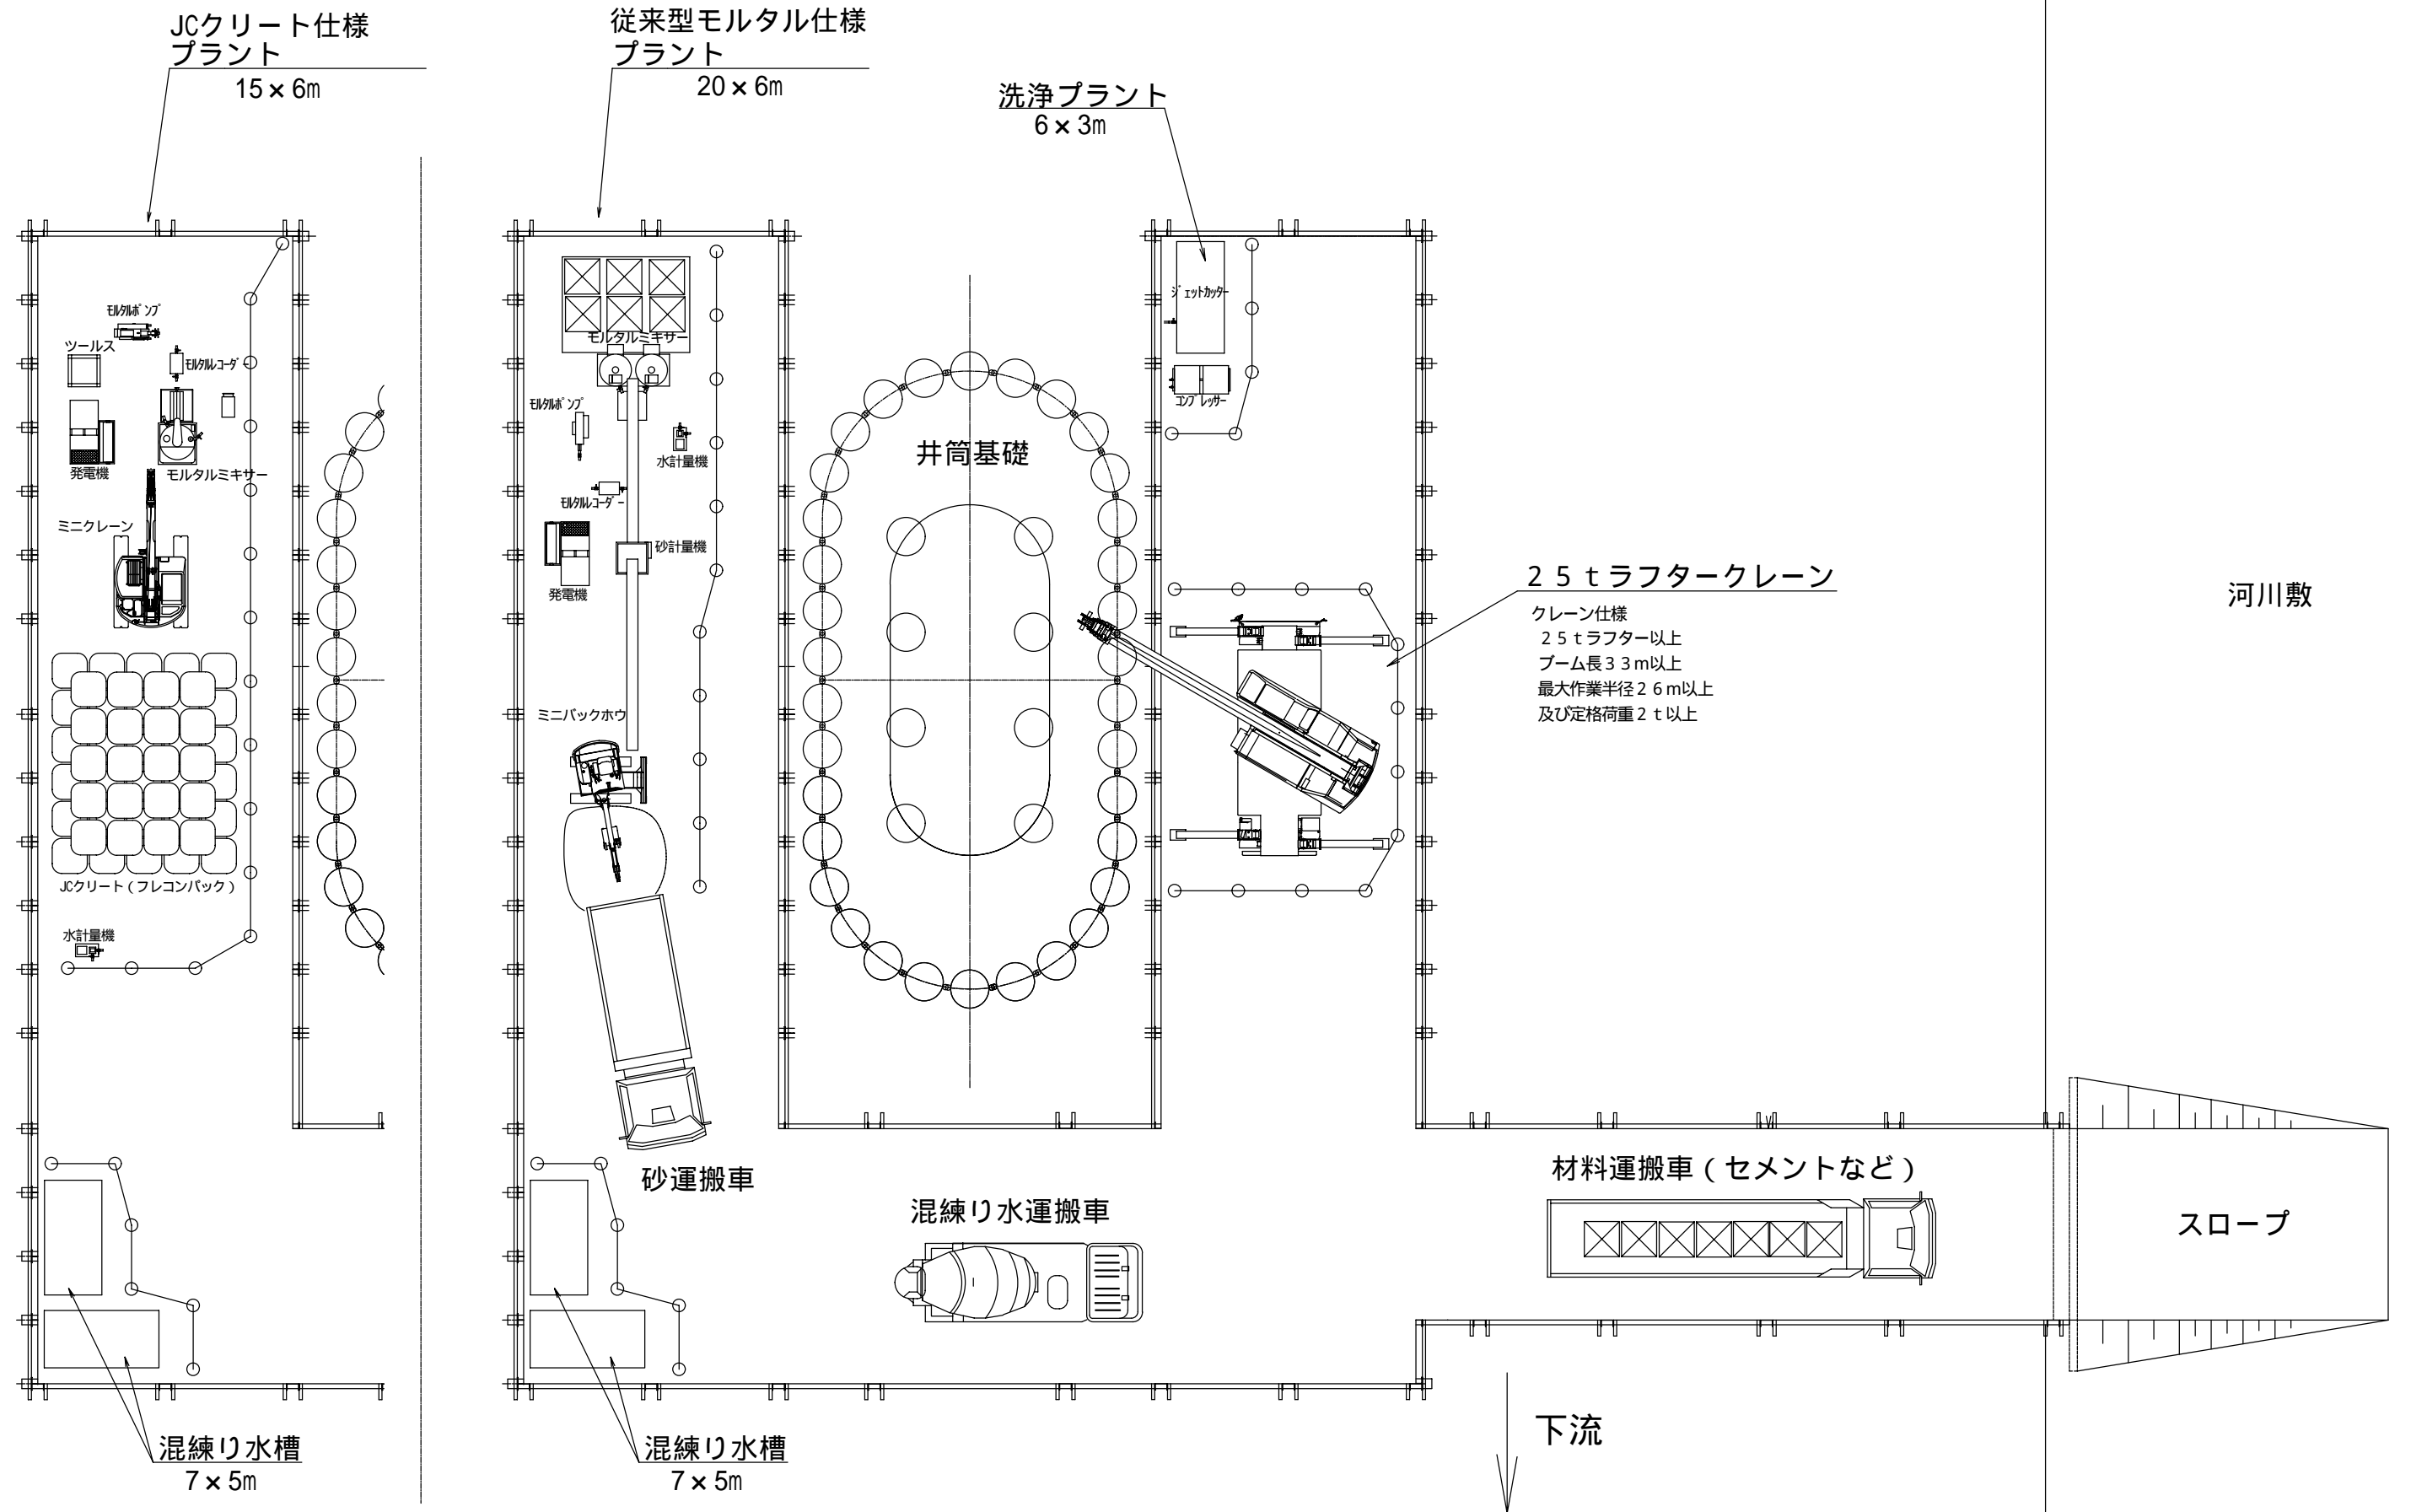 JCクリート仕様
プラント
15×6m
従来型モルタル仕様
プラント
20×6m
洗浄プラント
6×3m
モルタルポンプ
ツールス
モルタルレコーダー
発電機
モルタルミキサー
ミニクレーン
JCクリート(フレコンパック)
水計量機
混練り水槽
7×5m
モルタルミキサー
モルタルポンプ
水計量機
モルタルレコーダー
砂計量機
発電機
ミニバックホウ
砂運搬車
混練り水槽
7×5m
井筒基礎
混練り水運搬車
ジェットカッター
コンプレッサー
25tラフタークレーン
クレーン仕様
25tラフター以上
ブーム長33m以上
最大作業半径26m以上
及び定格荷重2t以上
材料運搬車(セメントなど)
下流
河川敷
スロープ